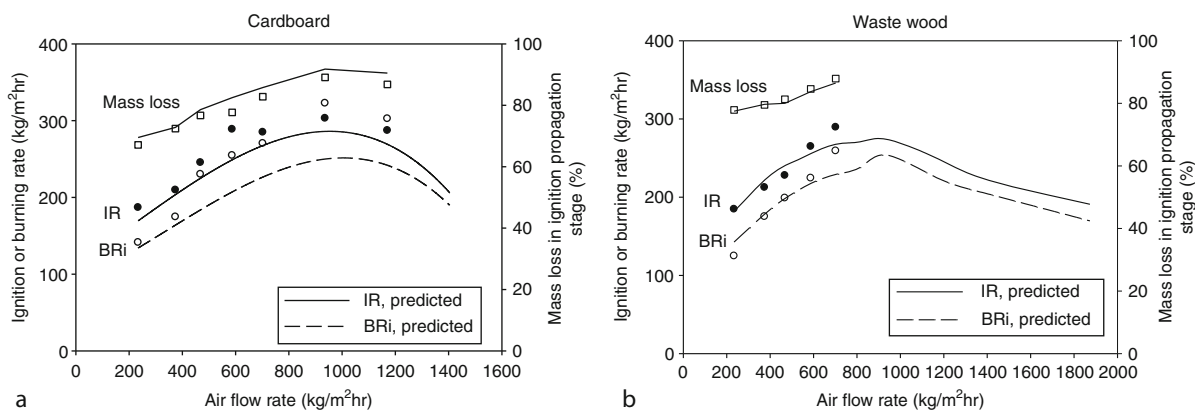 Cardboard
400
300
200
100
0
Ignition or burning rate (kg/m²hr)
Mass loss
IR
BRi
IR, predicted
BRi, predicted
100
80
60
40
20
0
Mass loss in ignition propagation
stage (%)
0 200 400 600 800 1000 1200 1400 1600
Air flow rate (kg/m²hr)
a
Waste wood
400
300
200
100
0
Ignition or burning rate (kg/m²hr)
Mass loss
IR
BRi
IR, predicted
BRi, predicted
100
80
60
40
20
0
Mass loss in ignition propagation
stage (%)
0 200 400 600 800 1000 1200 1400 1600 1800 2000
Air flow rate (kg/m²hr)
b